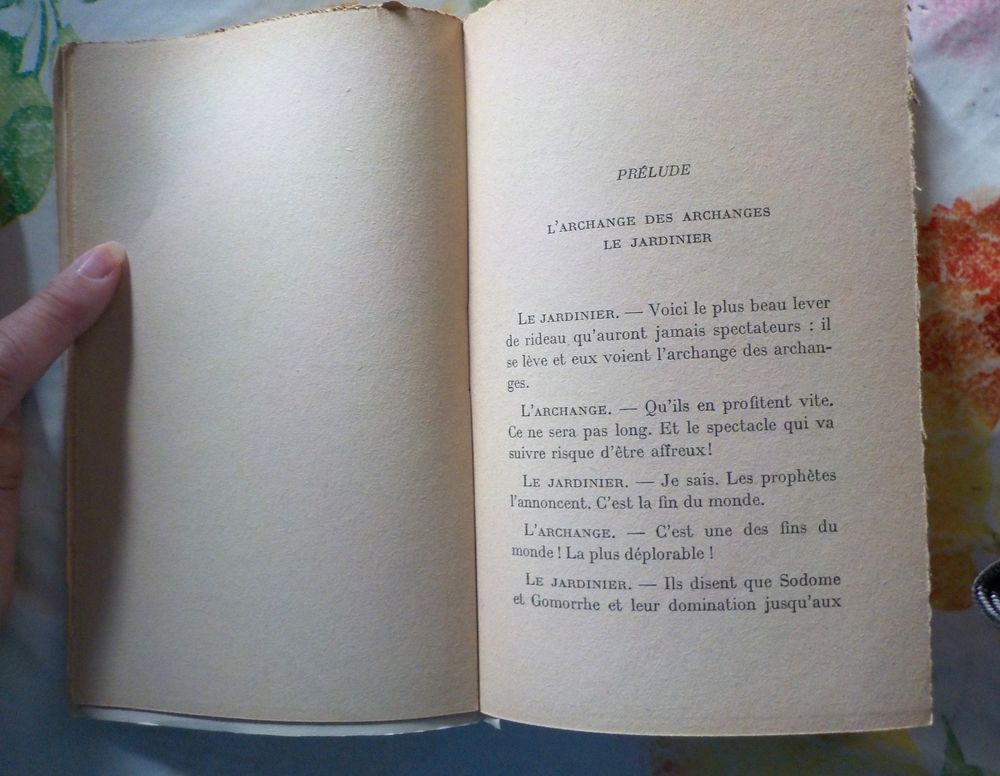 PRÉLUDE
L'ARCHANGE DES ARCHANGES
LE JARDINIER
LE JARDINIER. — Voici le plus beau lever
de rideau qu'auront jamais spectateurs : il
se lève et eux voient l'archange des archan-
ges.
L'ARCHANGE. — Qu'ils en profitent vite.
Ce ne sera pas long. Et le spectacle qui va
suivre risque d'être affreux !
LE JARDINIER. — Je sais. Les prophètes
l'annoncent. C'est la fin du monde.
L'ARCHANGE. — C'est une des fins du
monde ! La plus déplorable !
LE JARDINIER. — Ils disent que Sodome
et Gomorrhe et leur domination jusqu'aux